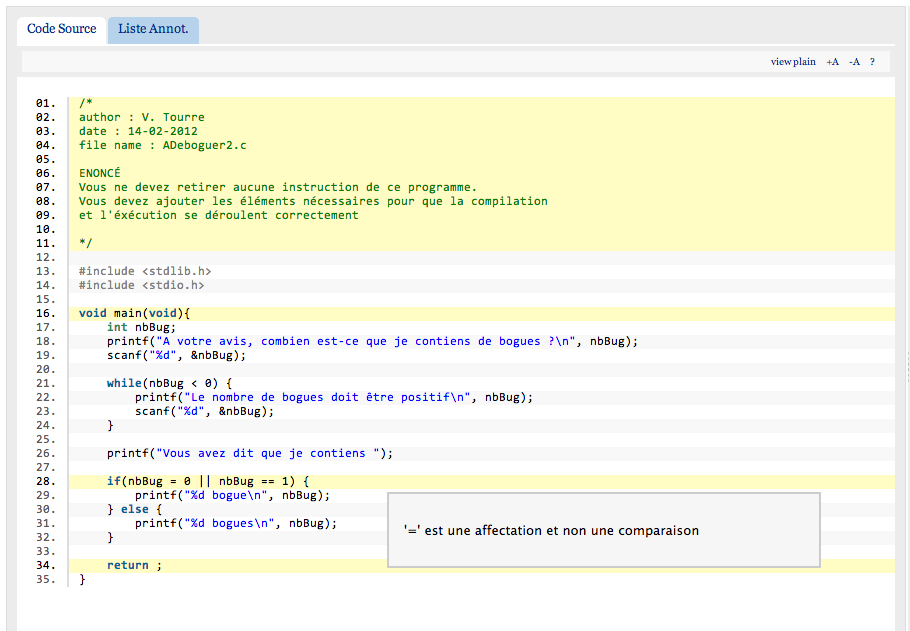 Code Source Liste Annot.
view plain +A -A ?
01. /*
02. author : V. Tourre
03. date : 14-02-2012
04. file name : ADeboguer2.c
05.
06. ENONCÉ
07. Vous ne devez retirer aucune instruction de ce programme.
08. Vous devez ajouter les éléments nécessaires pour que la compilation
09. et l'éxécution se déroulent correctement
10.
11. */
12.
13. #include <stdlib.h>
14. #include <stdio.h>
15.
16. void main(void){
17. int nbBug;
18. printf("A votre avis, combien est-ce que je contiens de bogues ?\n", nbBug);
19. scanf("%d", &nbBug);
20.
21. while(nbBug < 0) {
22. printf("Le nombre de bogues doit être positif\n", nbBug);
23. scanf("%d", &nbBug);
24. }
25.
26. printf("Vous avez dit que je contiens ");
27.
28. if(nbBug = 0 || nbBug == 1) {
29. printf("%d bogue\n", nbBug);
30. } else {
31. printf("%d bogues\n", nbBug);
32. }
33.
34. return ;
35. }
'=' est une affectation et non une comparaison